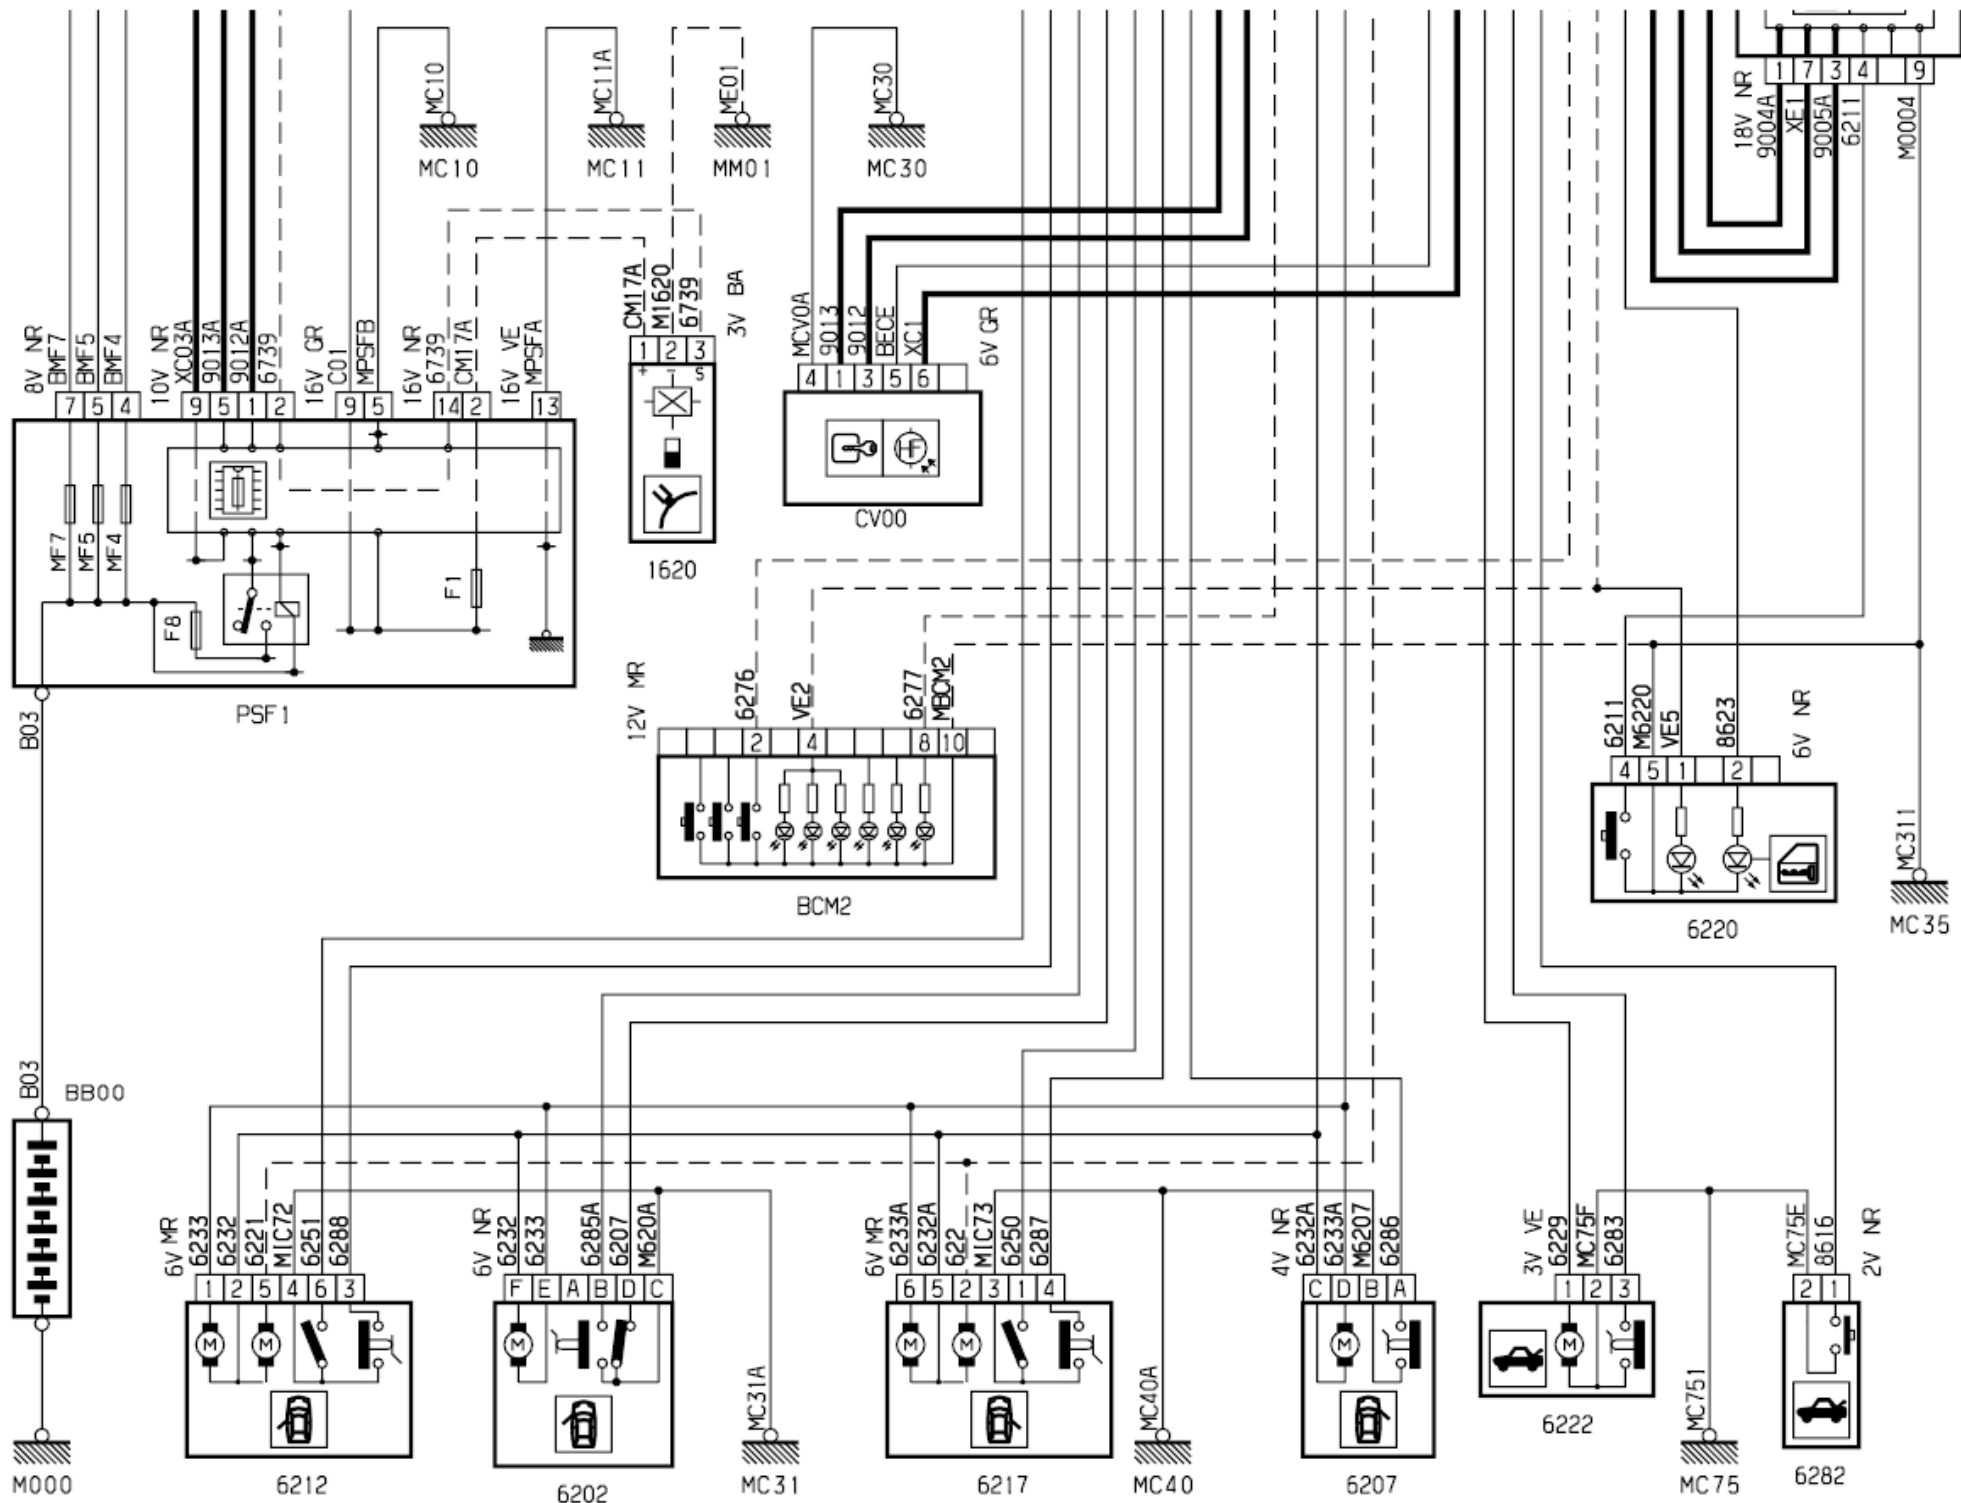 MC10
MC11A
ME01
MC30
MC10
MC11
MM01
MC30
1 7 3 4 9
18V NR
9004A
XE1
9005A
6211
M0004
8V NR
BMF7
BMF5
BMF4
10V NR
XC03A
9013A
9012A
6739
16V GR
C01
MPSFB
16V NR
6739
CM17A
16V VE
MPSFA
CM17A
M1620
6739
3V BA
MCV0A
9013
9012
BECE
XC1
6V GR
7 5 4
9 5 1 2
9 5
14 2
13
1 2 3
+ - S
4 1 3 5 6
HF
CV00
MF7
MF5
MF4
F8
F1
1620
B03
PSF1
12V MR
6276
VE2
6277
MBCM2
2 4 8 10
BCM2
6211
M6220
VE5
8623
6V NR
4 5 1 2
6220
MC311
MC35
B03
BB00
6V MR
6233
6232
6221
MIC72
6251
6288
6V NR
6232
6233
6285A
6207
M620A
6V MR
6233A
6232A
622
MIC73
6250
6287
4V NR
6232A
6233A
M6207
6286
3V VE
6229
MC75F
6283
MC75E
8616
2V NR
1 2 5 4 6 3
F E A B D C
6 5 2 3 1 4
C D B A
1 2 3
2 1
M M
M
M M
M
M
MC31A
MC40A
MC751
M000
6212
6202
MC31
6217
MC40
6207
6222
MC75
6282